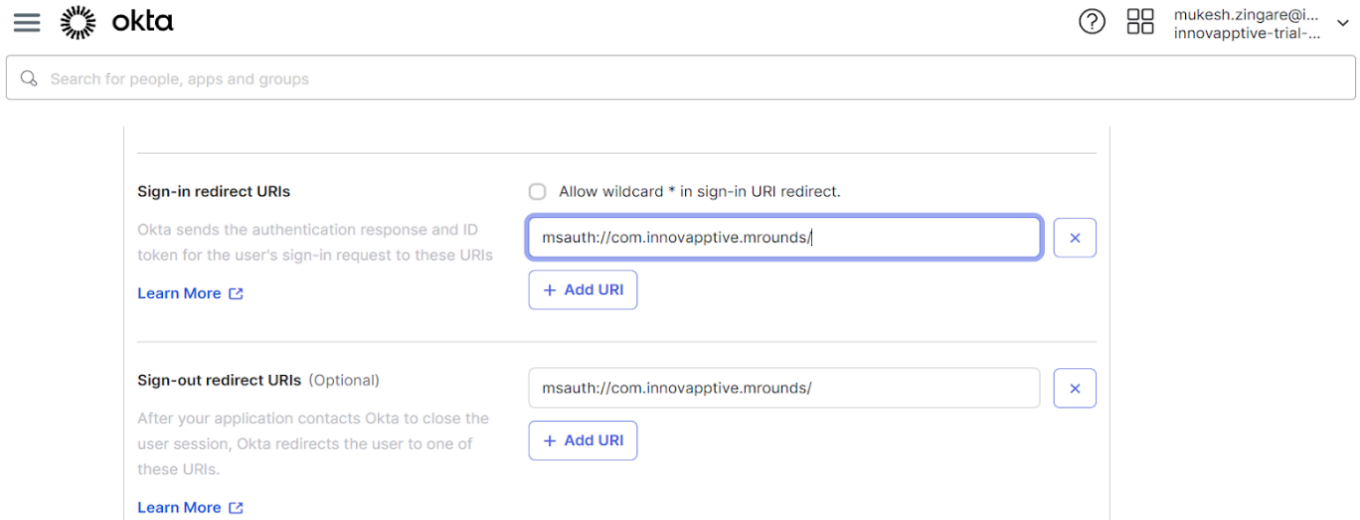 okta
mukesh.zingare@i...
innovapptive-trial-...
Search for people, apps and groups
Sign-in redirect URIs
Allow wildcard * in sign-in URI redirect.
Okta sends the authentication response and ID
token for the user's sign-in request to these URIs
msauth://com.innovapptive.mrounds/
Learn More
+ Add URI
Sign-out redirect URIs (Optional)
msauth://com.innovapptive.mrounds/
After your application contacts Okta to close the
user session, Okta redirects the user to one of
these URIs.
+ Add URI
Learn More